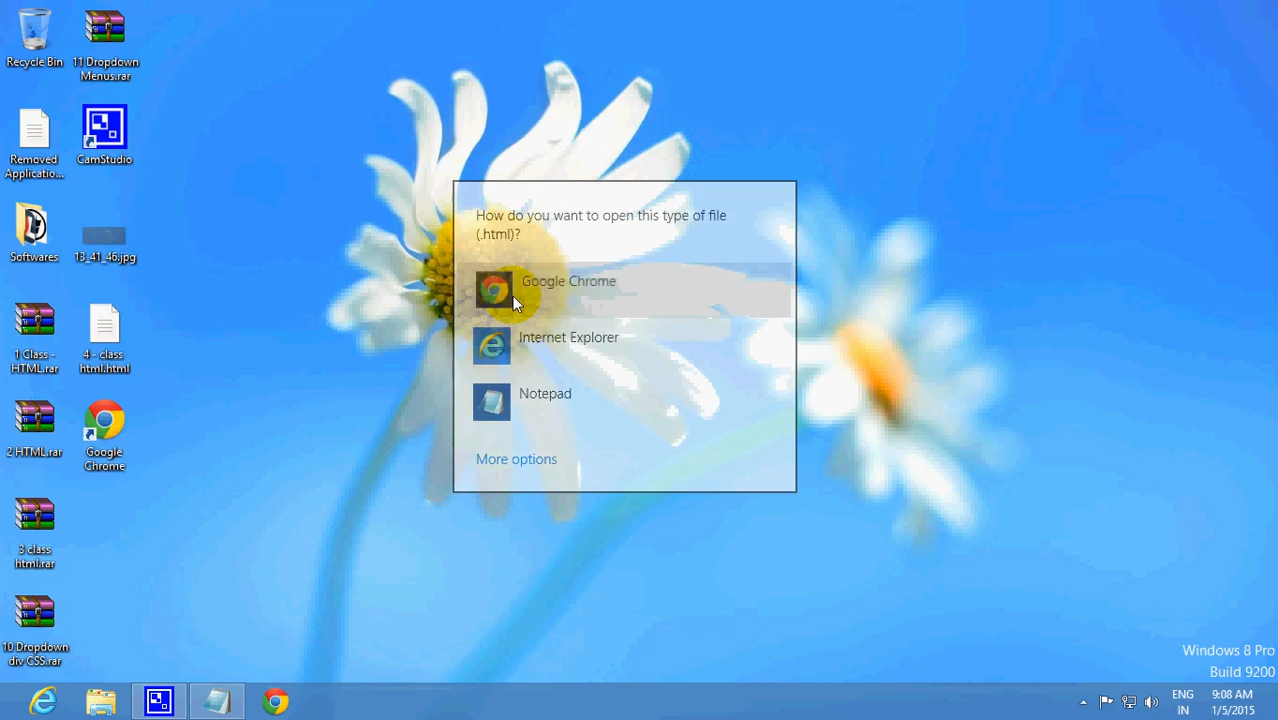 Recycle Bin
11 Dropdown
Menus.rar
Removed
Applicatio...
CamStudio
Softwares
13_41_46.jpg
1 Class -
HTML.rar
4 - class
html.html
2 HTML.rar
Google
Chrome
3 class
html.rar
10 Dropdown
div CSS.rar
How do you want to open this type of file
(.html)?
Google Chrome
Internet Explorer
Notepad
More options
Windows 8 Pro
Build 9200
ENG
IN
9:08 AM
1/5/2015